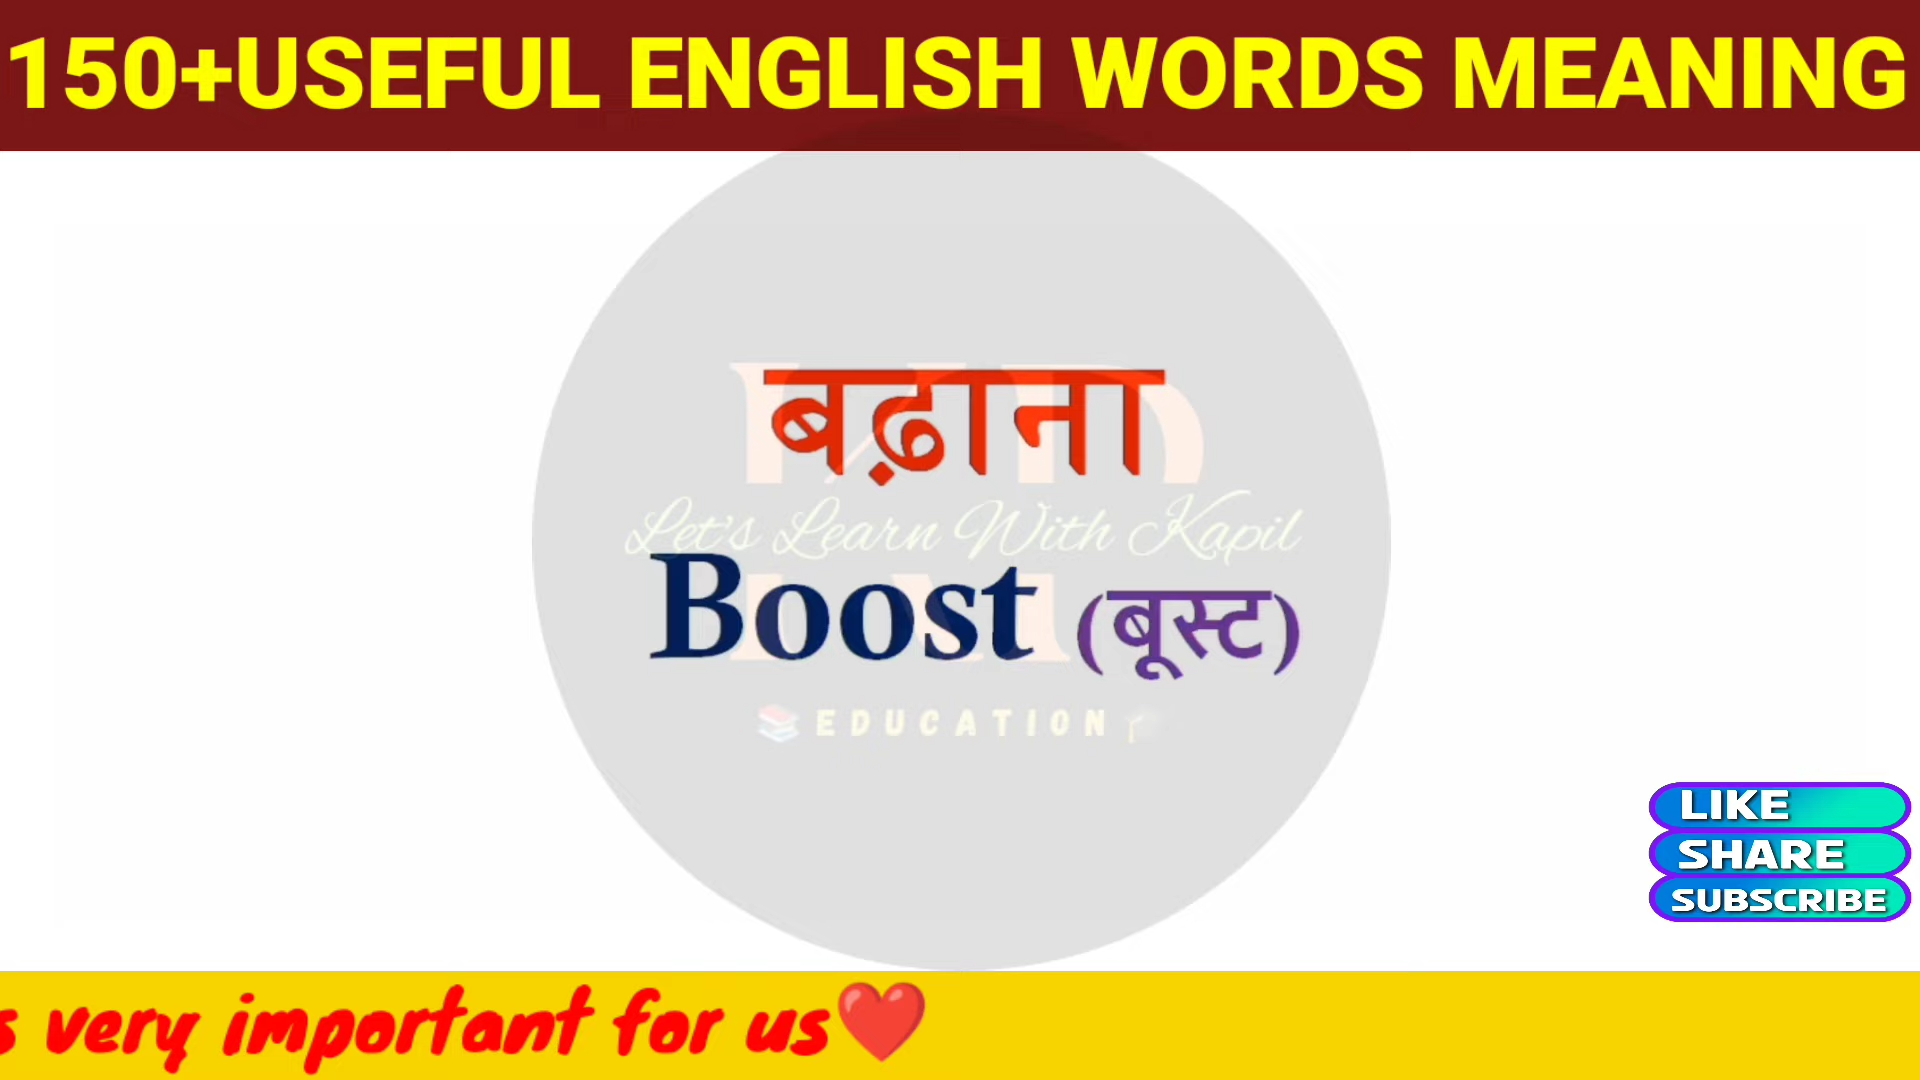 150+USEFUL ENGLISH WORDS MEANING
बढ़ाना
Let's Learn With Kapil
Boost (बूस्ट)
EDUCATION
LIKE
SHARE
SUBSCRIBE
very important for us❤️